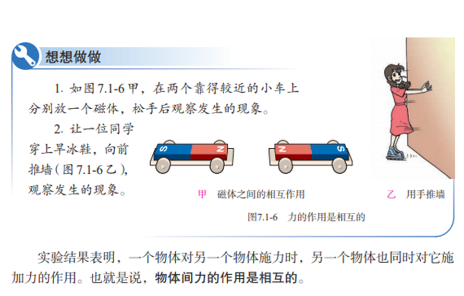 想想做做
1. 如图7.1-6甲，在两个靠得较近的小车上
分别放一个磁体，松手后观察发生的现象。
2. 让一位同学
穿上旱冰鞋，向前
推墙（图7.1-6乙），
观察发生的现象。
S N N S
甲 磁体之间的相互作用
乙 用手推墙
图7.1-6 力的作用是相互的
实验结果表明，一个物体对另一个物体施力时，另一个物体也同时对它施
加力的作用。也就是说，物体间力的作用是相互的。